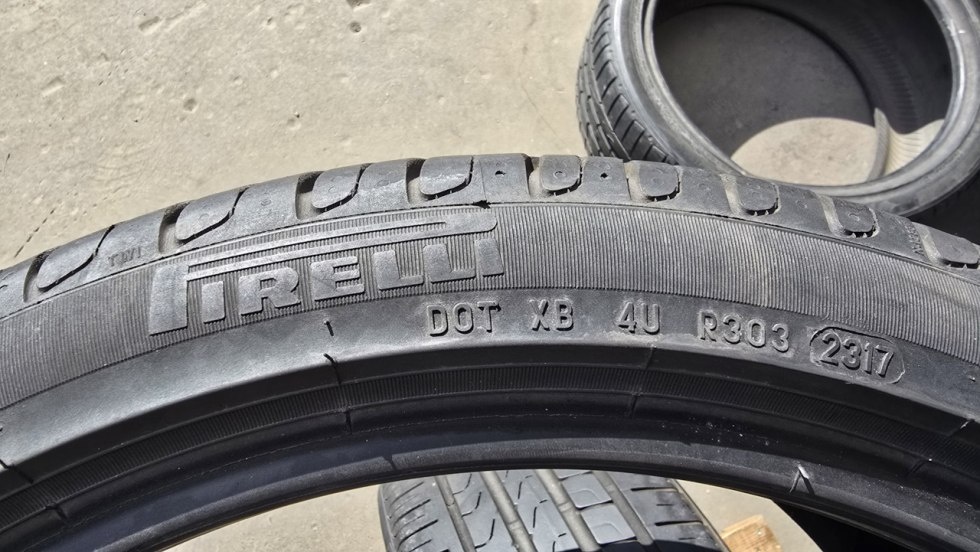 TWI
PIRELLI
DOT XB 4U R303 2317